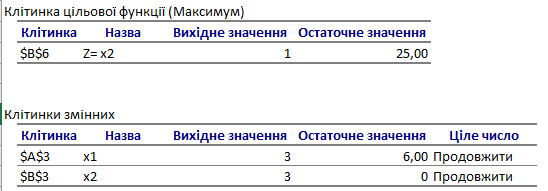 Клітинка цільової функції (Максимум)
Клітинка Назва Вихідне значення Остаточне значення
$B$6 Z= x2 1 25,00
Клітинки змінних
Клітинка Назва Вихідне значення Остаточне значення Ціле число
$A$3 x1 3 6,00 Продовжити
$B$3 x2 3 0 Продовжити